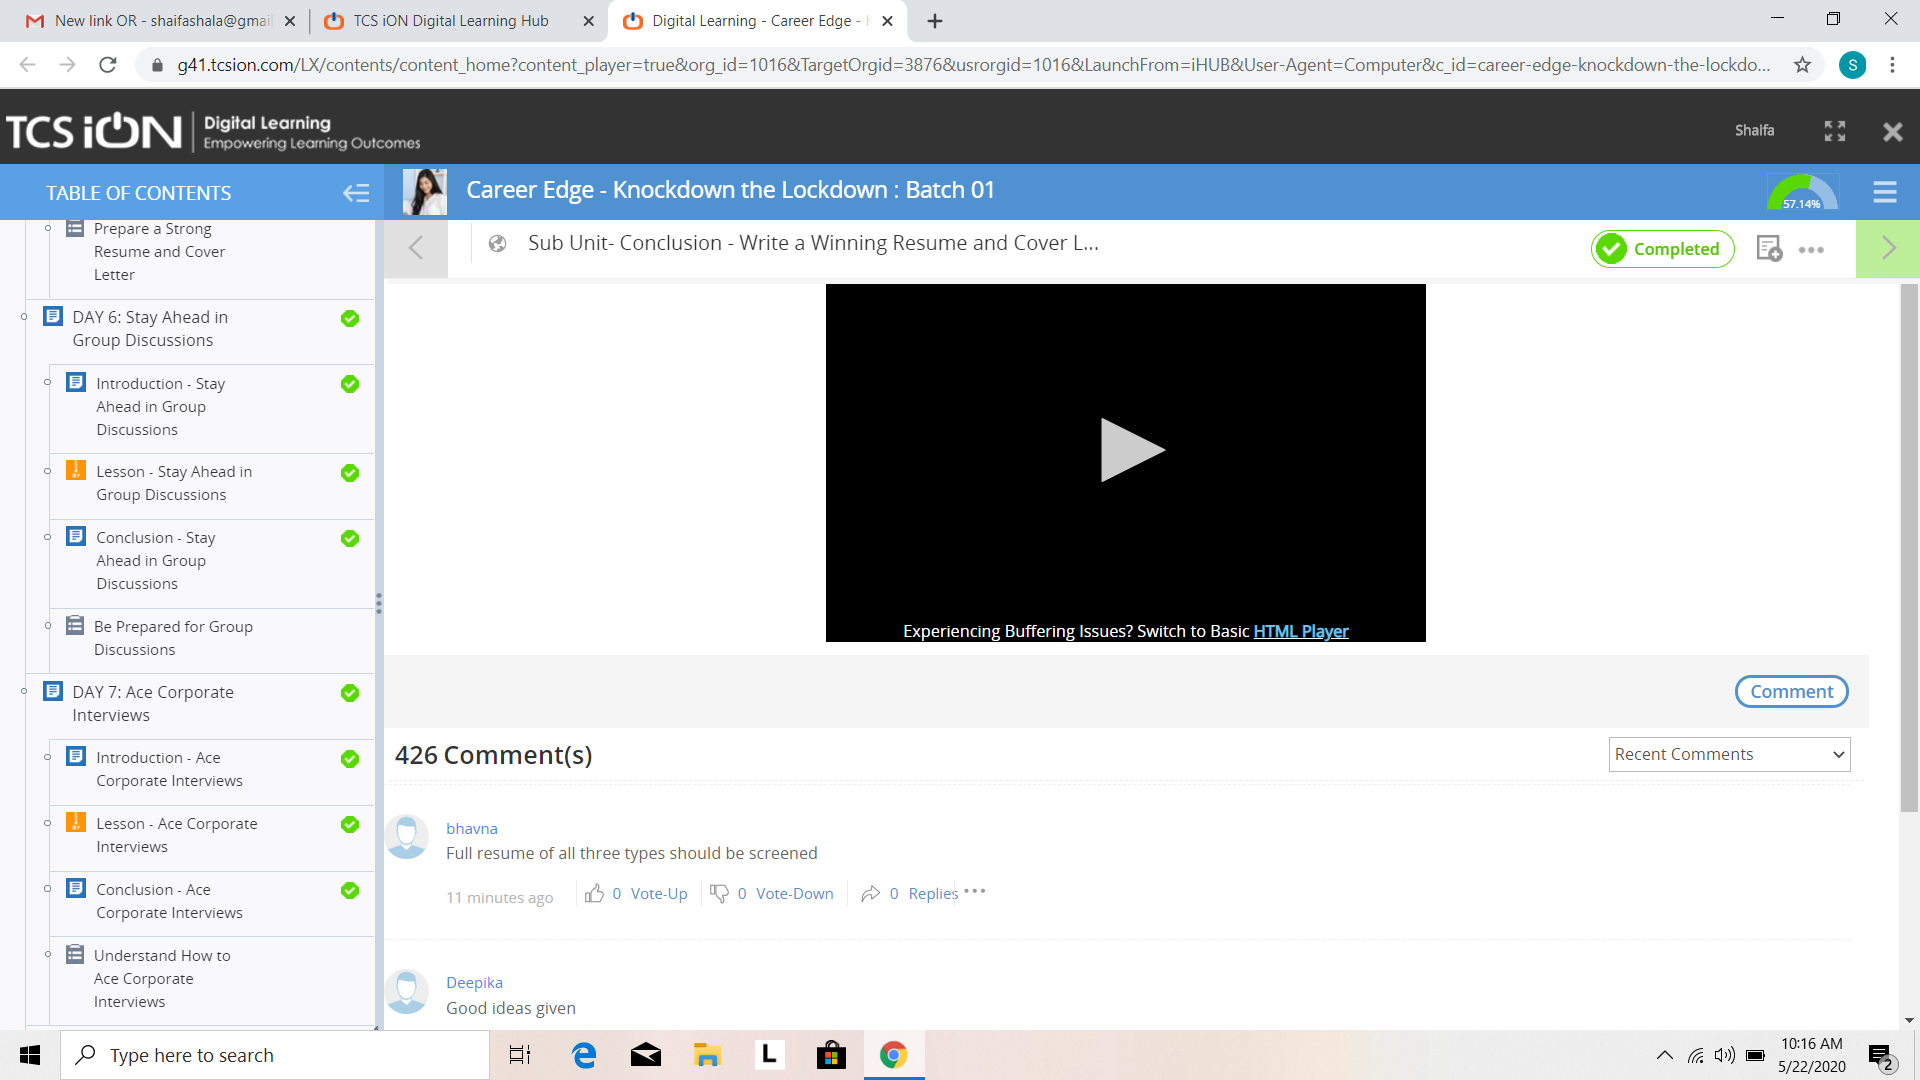 New link OR - shaifashala@gmai
TCS iON Digital Learning Hub
Digital Learning - Career Edge - K
g41.tcsion.com/LX/contents/content_home?content_player=true&org_id=1016&TargetOrgid=3876&usrorgid=1016&LaunchFrom=iHUB&User-Agent=Computer&c_id=career-edge-knockdown-the-lockdo...
S
TCS iON
Digital Learning
Empowering Learning Outcomes
Shaifa
TABLE OF CONTENTS
Career Edge - Knockdown the Lockdown : Batch 01
57.14%
Prepare a Strong
Resume and Cover
Letter
DAY 6: Stay Ahead in
Group Discussions
Introduction - Stay
Ahead in Group
Discussions
Lesson - Stay Ahead in
Group Discussions
Conclusion - Stay
Ahead in Group
Discussions
Be Prepared for Group
Discussions
DAY 7: Ace Corporate
Interviews
Introduction - Ace
Corporate Interviews
Lesson - Ace Corporate
Interviews
Conclusion - Ace
Corporate Interviews
Understand How to
Ace Corporate
Interviews
Sub Unit- Conclusion - Write a Winning Resume and Cover L...
Completed
Experiencing Buffering Issues? Switch to Basic HTML Player
Comment
426 Comment(s)
Recent Comments
bhavna
Full resume of all three types should be screened
11 minutes ago
0 Vote-Up
0 Vote-Down
0 Replies
Deepika
Good ideas given
Type here to search
L
10:16 AM
5/22/2020
2